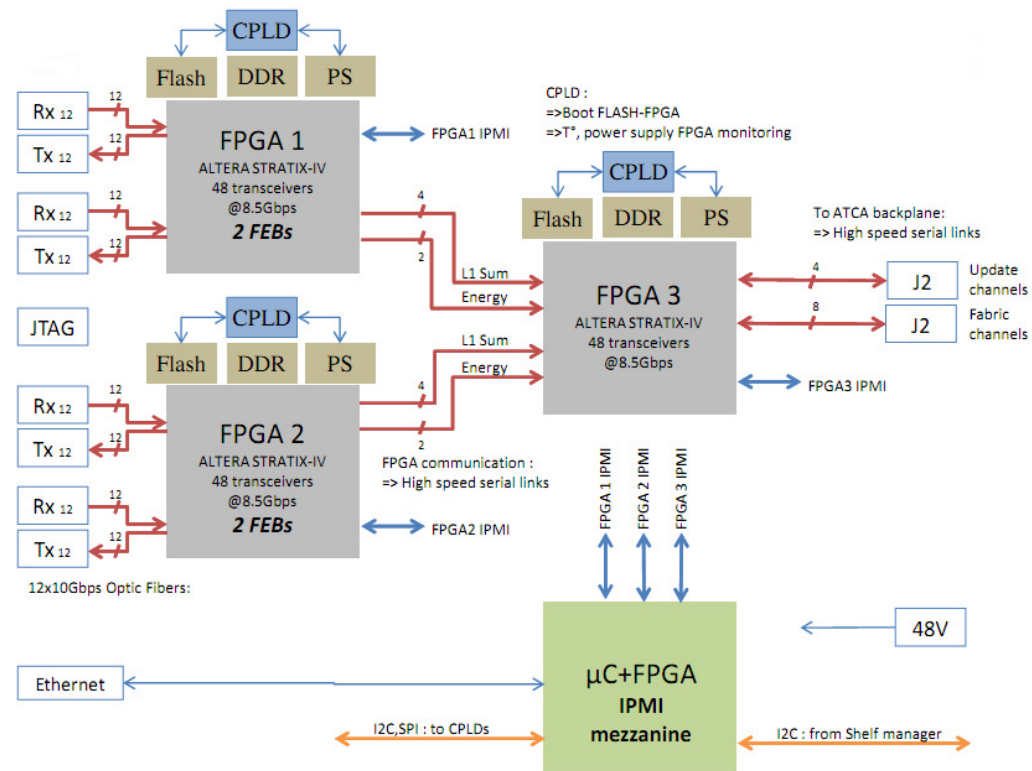 CPLD
Flash
DDR
PS
Rx 12
12
Tx 12
12
FPGA 1
ALTERA STRATIX-IV
48 transceivers
@8.5Gbps
2 FEBs
FPGA1 IPMI
Rx 12
12
Tx 12
12
4
2
L1 Sum
Energy
CPLD :
=>Boot FLASH-FPGA
=>T°, power supply FPGA monitoring
CPLD
Flash
DDR
PS
FPGA 3
ALTERA STRATIX-IV
48 transceivers
@8.5Gbps
To ATCA backplane:
=> High speed serial links
4
J2
Update
channels
8
J2
Fabric
channels
FPGA3 IPMI
JTAG
CPLD
Flash
DDR
PS
L1 Sum
Energy
4
2
Rx 12
12
Tx 12
12
FPGA 2
ALTERA STRATIX-IV
48 transceivers
@8.5Gbps
2 FEBs
FPGA communication :
=> High speed serial links
FPGA2 IPMI
Rx 12
12
Tx 12
12
12x10Gbps Optic Fibers:
FPGA 1 IPMI
FPGA 2 IPMI
FPGA 3 IPMI
48V
Ethernet
µC+FPGA
IPMI
mezzanine
I2C,SPI : to CPLDs
I2C : from Shelf manager